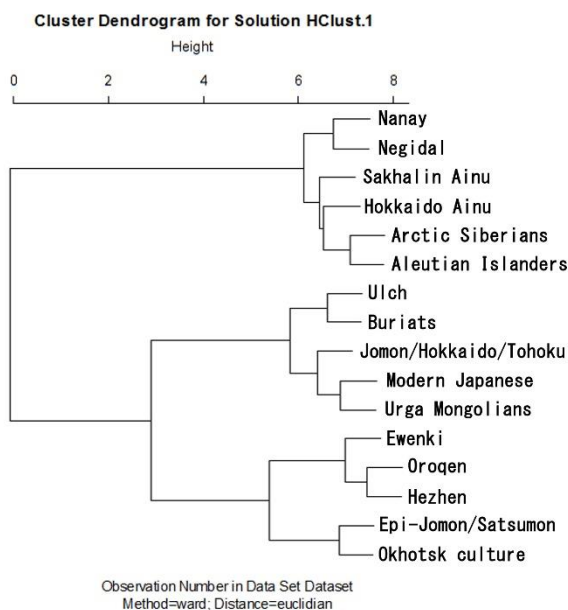 Cluster Dendrogram for Solution HClust.1
Height
0 2 4 6 8
Nanay
Negidal
Sakhalin Ainu
Hokkaido Ainu
Arctic Siberians
Aleutian Islanders
Ulch
Buriats
Jomon/Hokkaido/Tohoku
Modern Japanese
Urga Mongolians
Ewenki
Oroqen
Hezhen
Epi-Jomon/Satsumon
Okhotsk culture
Observation Number in Data Set Dataset
Method=ward; Distance=euclidian